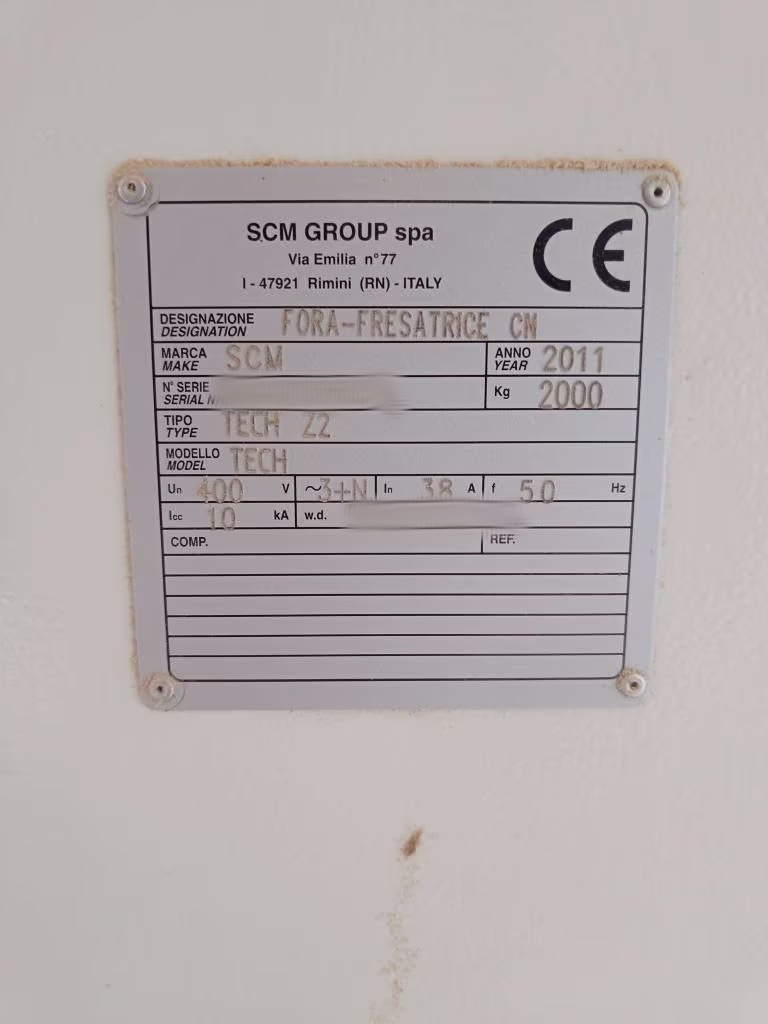 SCM GROUP spa
CE
Via Emilia n°77
I - 47921 Rimini (RN) - ITALY
DESIGNAZIONE FORA-FRESATRICE CN
DESIGNATION
MARCA SCM ANNO 2011
MAKE YEAR
N° SERIE Kg 2000
SERIAL N
TIPO TECH Z2
TYPE
MODELLO TECH
MODEL
Un 400 V ~3+N In 38 A f 50 Hz
Icc 10 kA w.d.
COMP. REF.